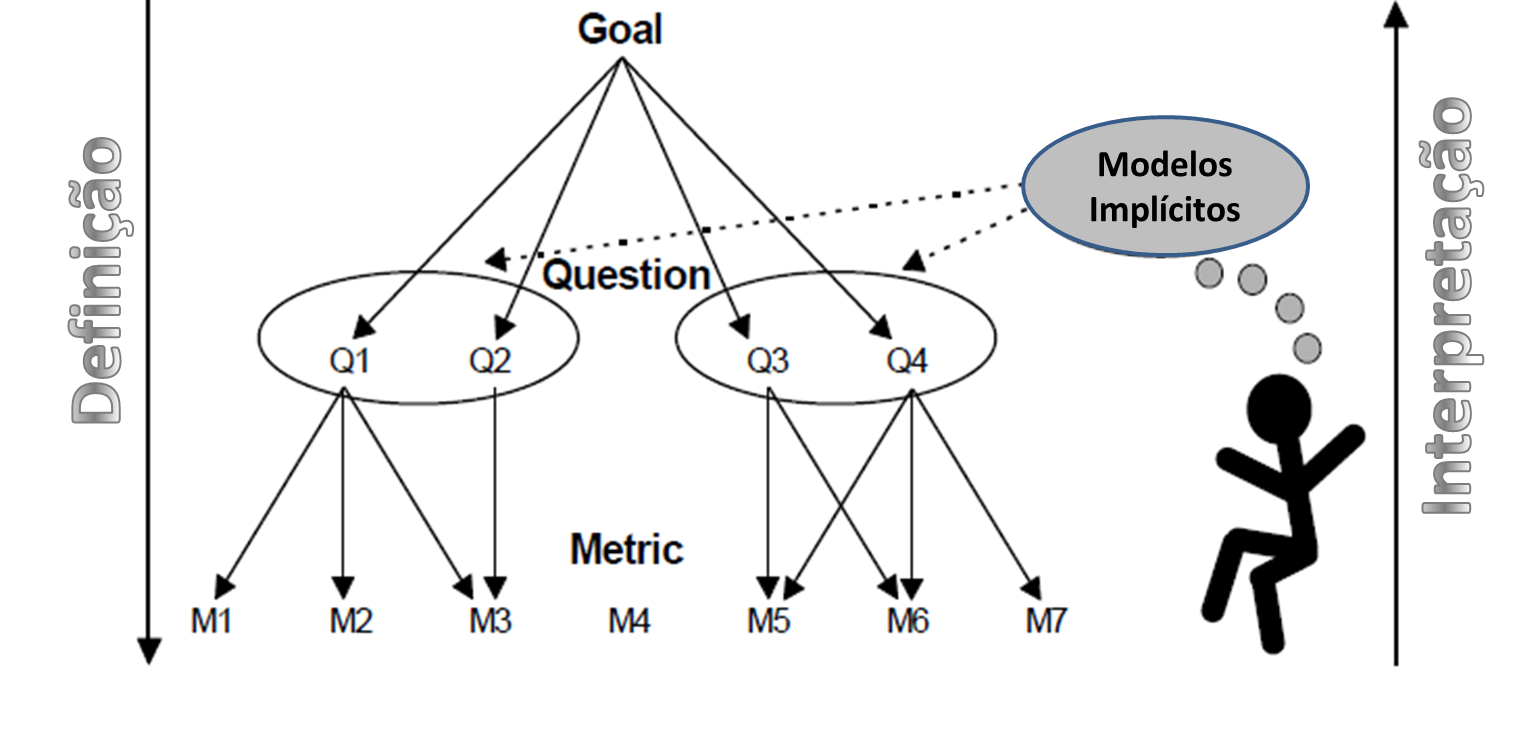 Goal
Definição
Modelos
Implícitos
Interpretação
Question
Q1 Q2 Q3 Q4
Metric
M1 M2 M3 M4 M5 M6 M7